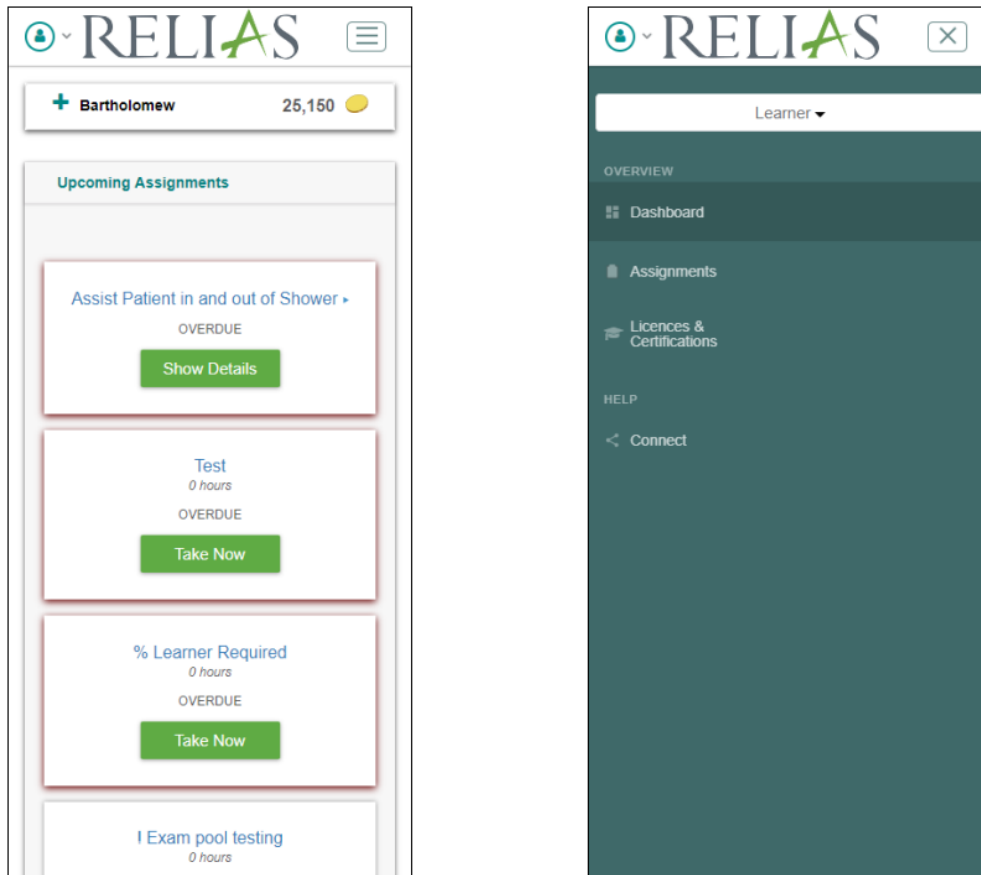 RELIAS
Bartholomew 25,150
Upcoming Assignments
Assist Patient in and out of Shower
OVERDUE
Show Details
Test
0 hours
OVERDUE
Take Now
% Learner Required
0 hours
OVERDUE
Take Now
! Exam pool testing
0 hours
RELIAS
Learner
OVERVIEW
Dashboard
Assignments
Licences &
Certifications
HELP
Connect